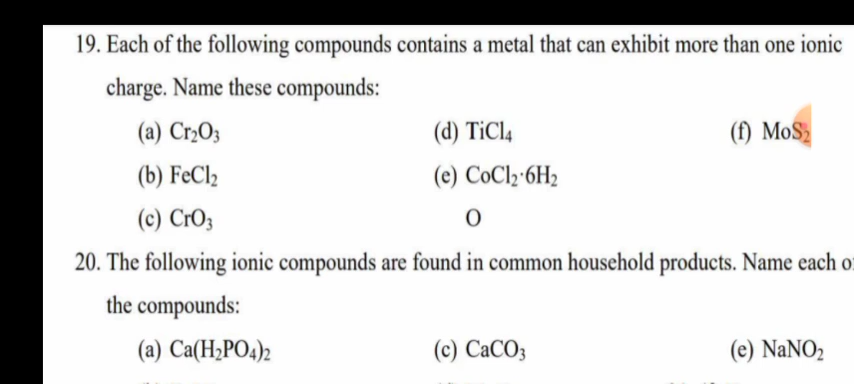 19. Each of the following compounds contains a metal that can exhibit more than one ionic
charge. Name these compounds:
(a) Cr₂O₃ (d) TiCl₄ (f) MoS₂
(b) FeCl₂ (e) CoCl₂·6H₂
(c) CrO₃ O
20. The following ionic compounds are found in common household products. Name each
the compounds:
(a) Ca(H₂PO₄)₂ (c) CaCO₃ (e) NaNO₂